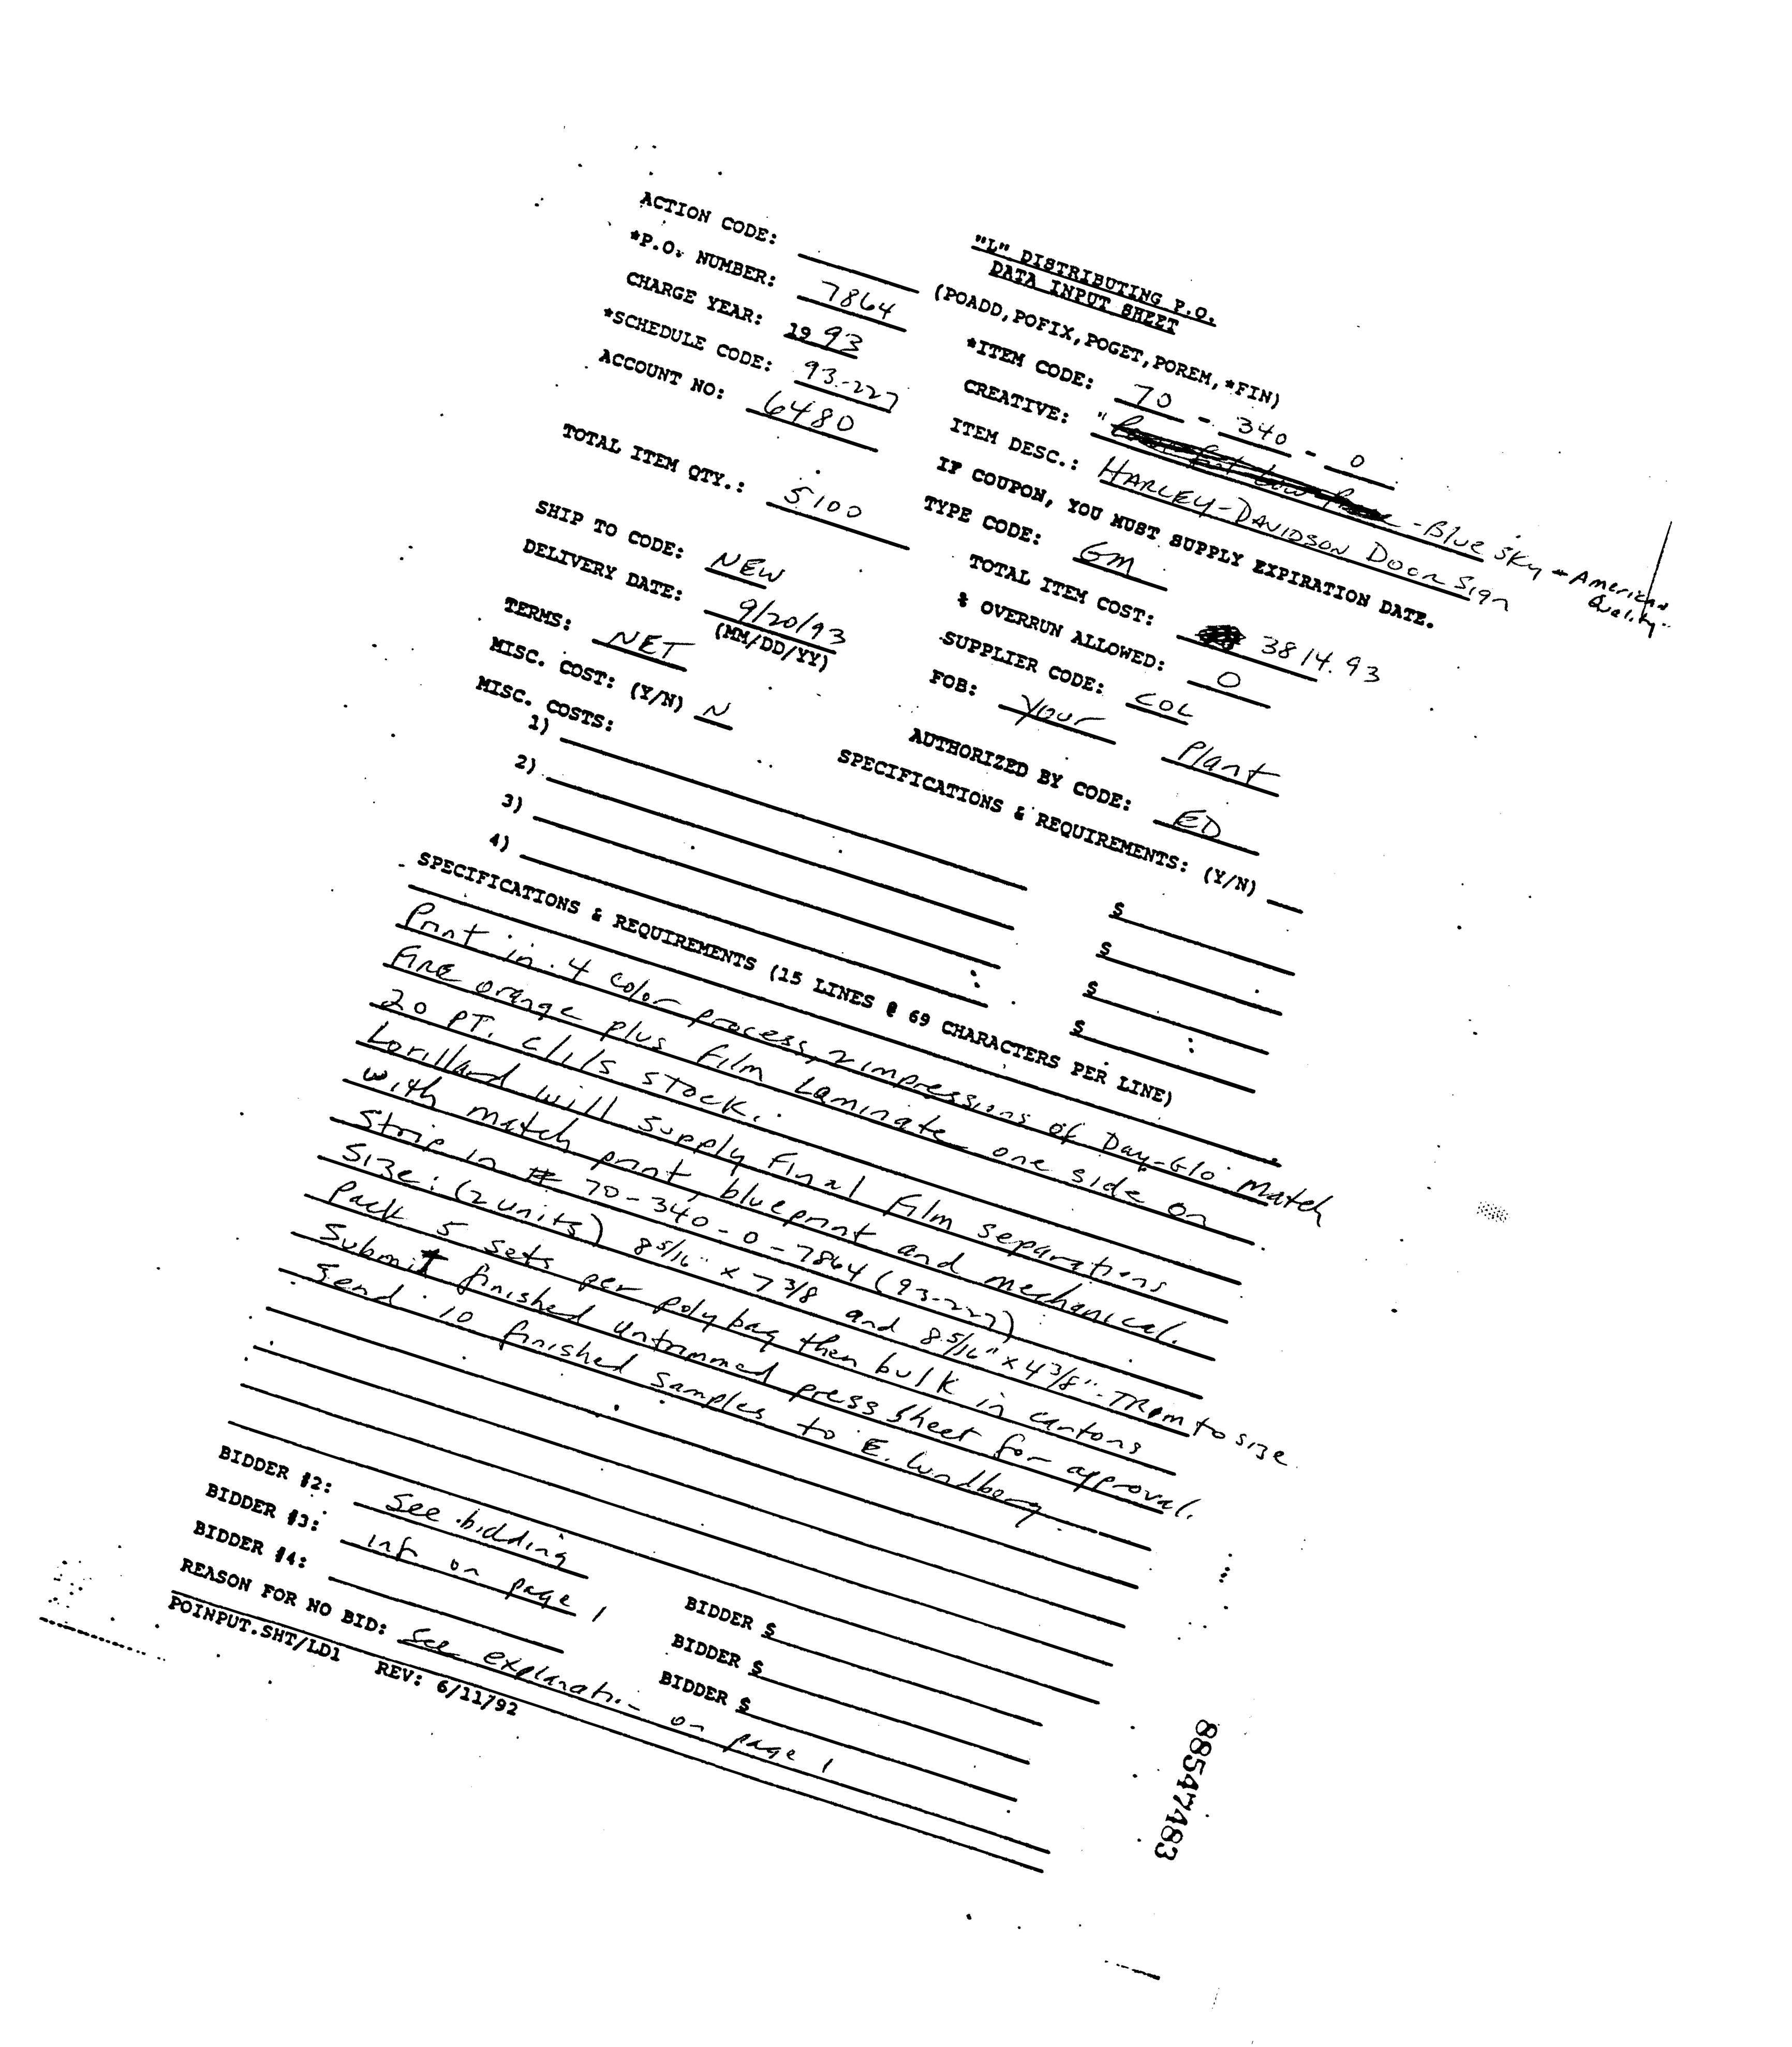 "L" DISTRIBUTING P.O.
DATA INPUT SHEET
ACTION CODE: (POADD,POFIX,POGET,POREM,*FIN)
*P.O. NUMBER: 7864 *ITEM CODE: 70 - 340 - 0
CHARGE YEAR: 1993 CREATIVE: " - Blue Sky - American Quality"
*SCHEDULE CODE: 93-227 ITEM DESC.: HARLEY-DAVIDSON Door Sign
ACCOUNT NO: 6480 IF COUPON, YOU MUST SUPPLY EXPIRATION DATE.
TYPE CODE: GM
TOTAL ITEM QTY.: 5100 TOTAL ITEM COST: 3814.93
% OVERRUN ALLOWED: 0
SHIP TO CODE: NEW SUPPLIER CODE: COL
DELIVERY DATE: 9/20/93 FOB: Your Plant
(MM/DD/YY)
TERMS: NET AUTHORIZED BY CODE: ED
MISC. COST: (Y/N) N SPECIFICATIONS & REQUIREMENTS: (Y/N)
MISC. COSTS:
1) $
2) $
3) $
4) $
SPECIFICATIONS & REQUIREMENTS (15 LINES @ 69 CHARACTERS PER LINE)
Print in 4 color process, 2 impressions of Day-Glo match
Fire orange plus Film Laminate one side on
20 PT. c/1/s stock.
Lorillard will supply Final Film separations
with match print, blueprint and mechanical.
Strip in # 70-340-0-7864 (93-227)
Size: (2 units) 8 5/16" x 7 3/8 and 8 5/16" x 4 3/8" - TRIM to size
Pack 5 sets per polybag then bulk in cartons
Submit finished untrimmed press sheet for approval.
Send 10 finished samples to E. Lundberg
BIDDER #2: See bidding BIDDER $
BIDDER #3: inf on page 1 BIDDER $
BIDDER #4: BIDDER $
REASON FOR NO BID: See explanation on page 1
POINPUT.SHT/LD1 REV: 6/11/92
88547483